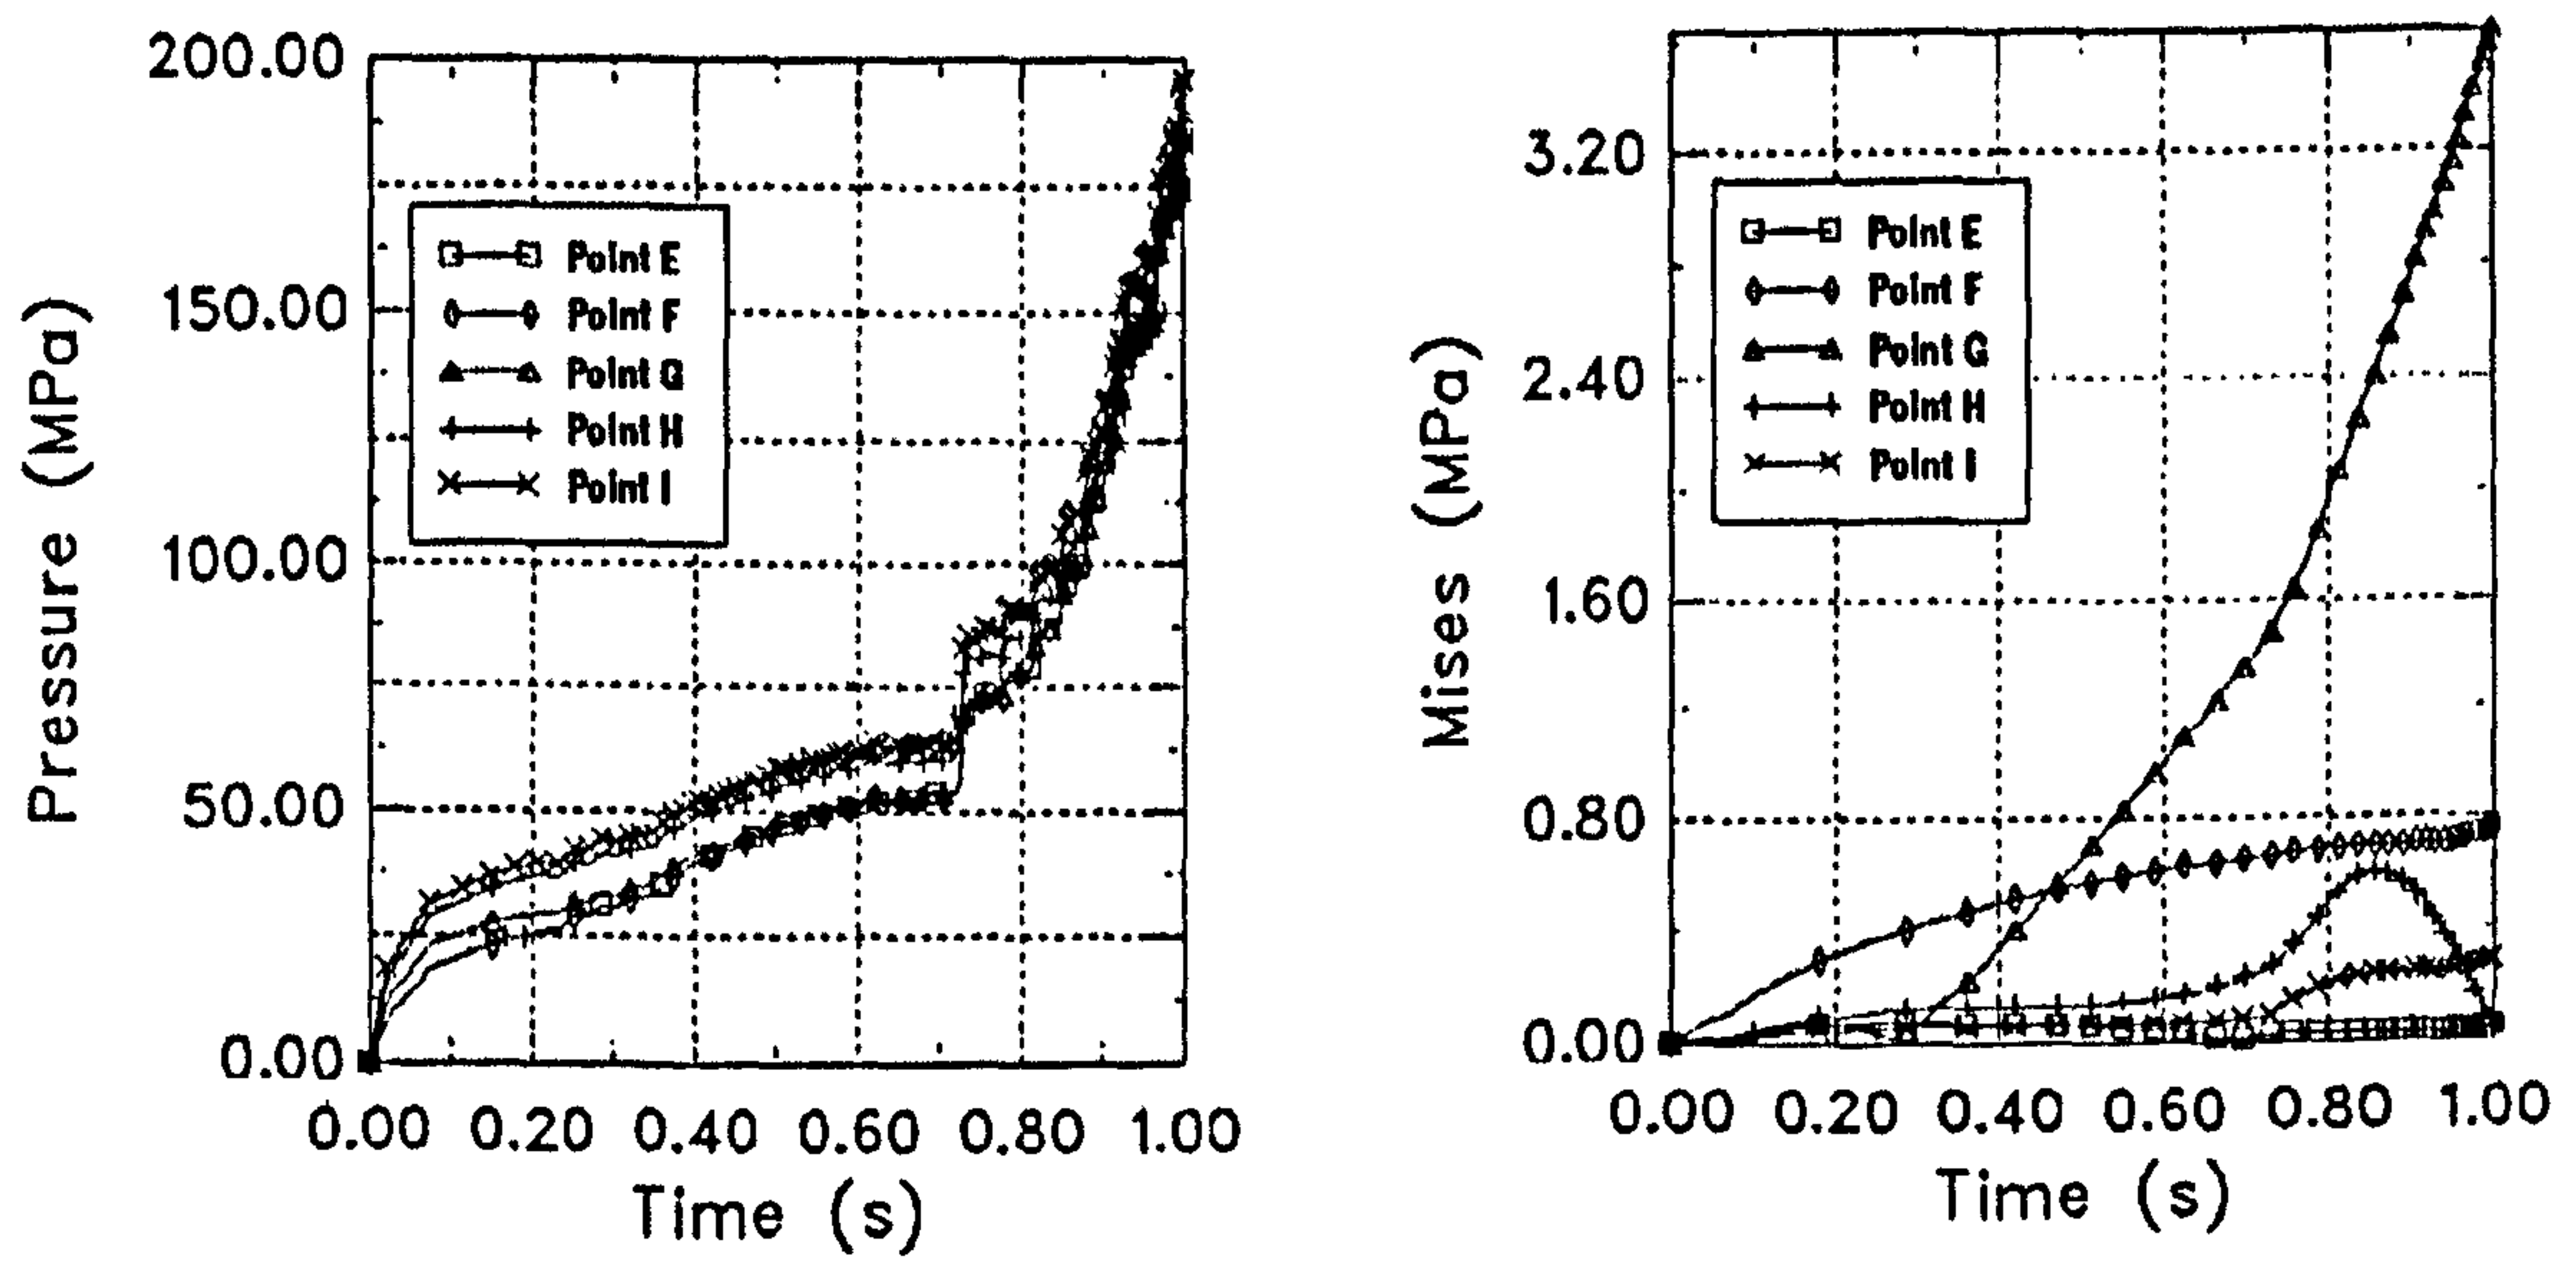 Pressure (MPa)
200.00
150.00
100.00
50.00
0.00
Point E
Point F
Point G
Point H
Point I
0.00 0.20 0.40 0.60 0.80 1.00
Time (s)
Mises (MPa)
3.20
2.40
1.60
0.80
0.00
Point E
Point F
Point G
Point H
Point I
0.00 0.20 0.40 0.60 0.80 1.00
Time (s)